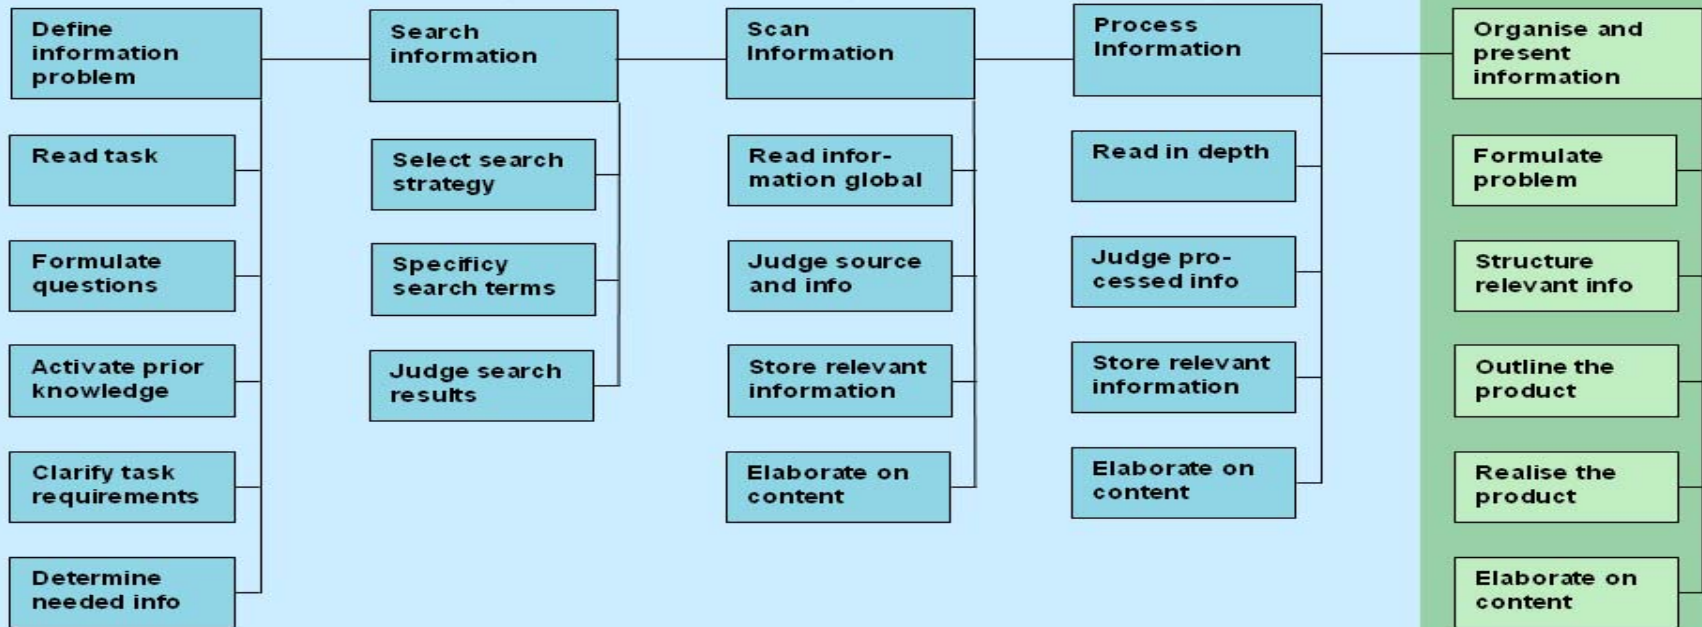 Define
information
problem
Read task
Formulate
questions
Activate prior
knowledge
Clarify task
requirements
Determine
needed info
Search
information
Select search
strategy
Specificy
search terms
Judge search
results
Scan
Information
Read infor-
mation global
Judge source
and info
Store relevant
information
Elaborate on
content
Process
Information
Read in depth
Judge pro-
cessed info
Store relevant
information
Elaborate on
content
Organise and
present
information
Formulate
problem
Structure
relevant info
Outline the
product
Realise the
product
Elaborate on
content